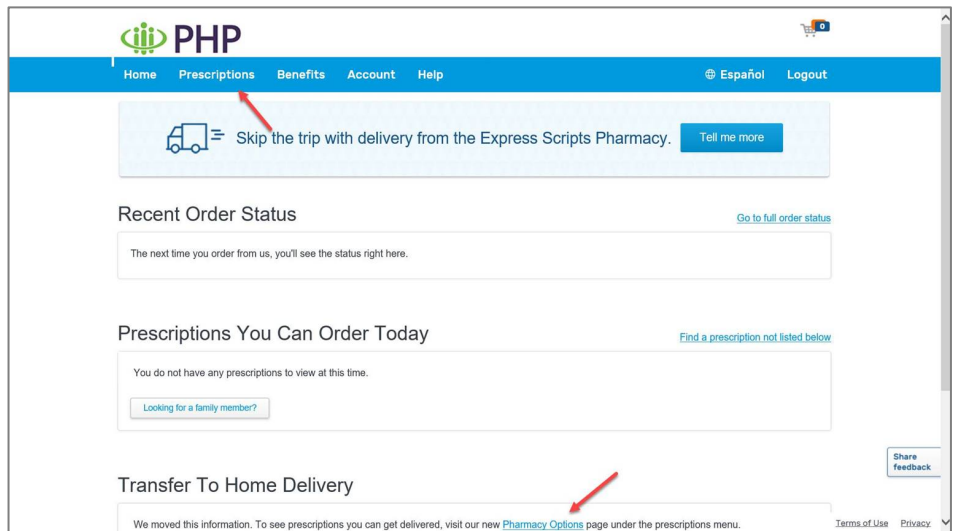 PHP
0
Home Prescriptions Benefits Account Help Español Logout
Skip the trip with delivery from the Express Scripts Pharmacy. Tell me more
Recent Order Status Go to full order status
The next time you order from us, you'll see the status right here.
Prescriptions You Can Order Today Find a prescription not listed below
You do not have any prescriptions to view at this time.
Looking for a family member?
Share
feedback
Transfer To Home Delivery
We moved this information. To see prescriptions you can get delivered, visit our new Pharmacy Options page under the prescriptions menu.
Terms of Use Privacy